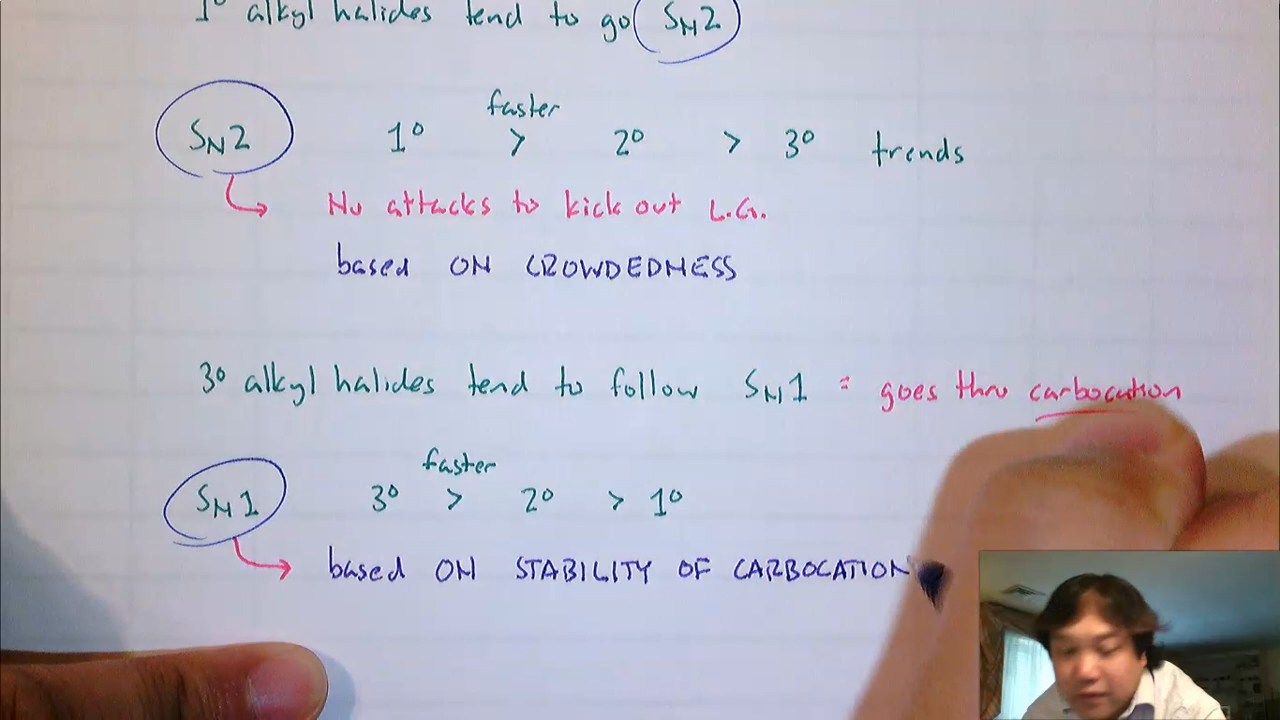 1° alkyl halides tend to go SN2
faster
SN2 1° > 2° > 3° trends
Nu attacks to kick out L.G.
based ON CROWDEDNESS
3° alkyl halides tend to follow SN1 = goes thru carbocation
faster
SN1 3° > 2° > 1°
based ON STABILITY OF CARBOCATION